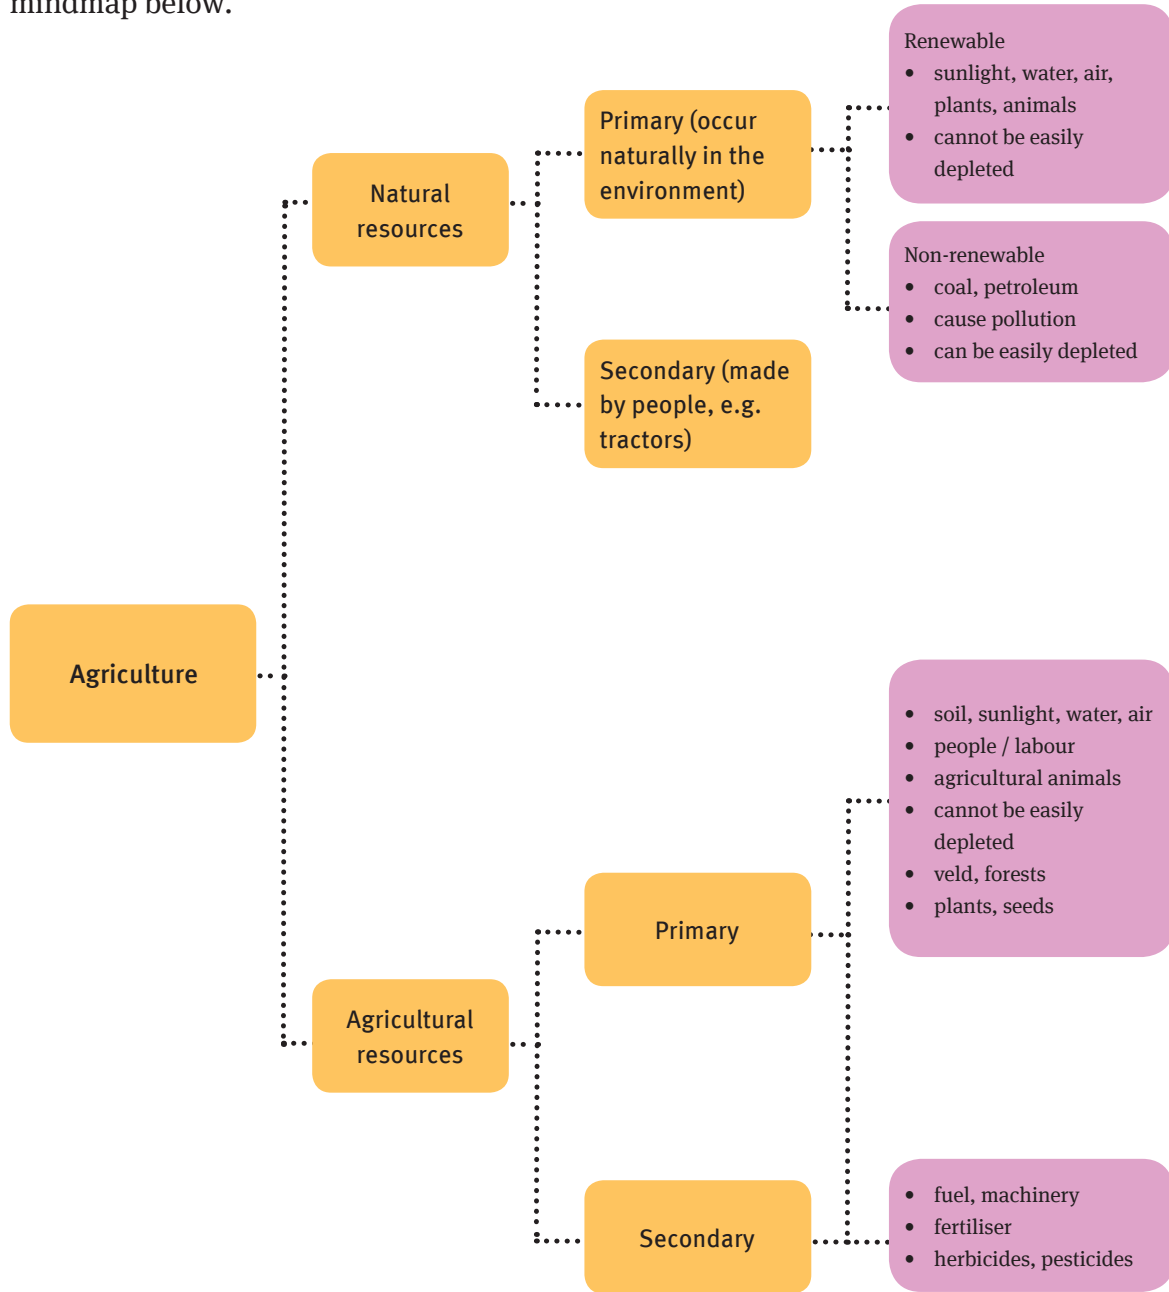 mindmap below.
Renewable
• sunlight, water, air,
plants, animals
• cannot be easily
depleted
Primary (occur
naturally in the
environment)
Natural
resources
Non-renewable
• coal, petroleum
• cause pollution
• can be easily depleted
Secondary (made
by people, e.g.
tractors)
Agriculture
• soil, sunlight, water, air
• people / labour
• agricultural animals
• cannot be easily
depleted
• veld, forests
• plants, seeds
Primary
Agricultural
resources
Secondary
• fuel, machinery
• fertiliser
• herbicides, pesticides